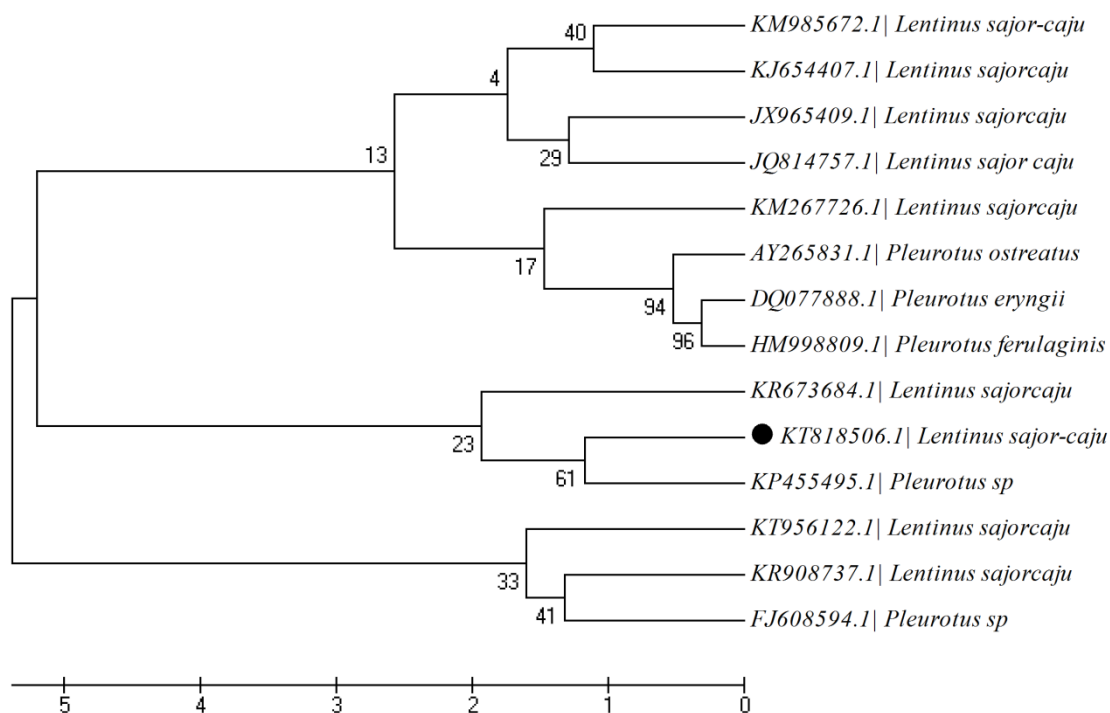 KM985672.1| Lentinus sajor-caju
40
KJ654407.1| Lentinus sajorcaju
4
JX965409.1| Lentinus sajorcaju
29
JQ814757.1| Lentinus sajor caju
13
KM267726.1| Lentinus sajorcaju
17
AY265831.1| Pleurotus ostreatus
94
DQ077888.1| Pleurotus eryngii
96
HM998809.1| Pleurotus ferulaginis
KR673684.1| Lentinus sajorcaju
23
KT818506.1| Lentinus sajor-caju
61
KP455495.1| Pleurotus sp
KT956122.1| Lentinus sajorcaju
33
KR908737.1| Lentinus sajorcaju
41
FJ608594.1| Pleurotus sp
5 4 3 2 1 0